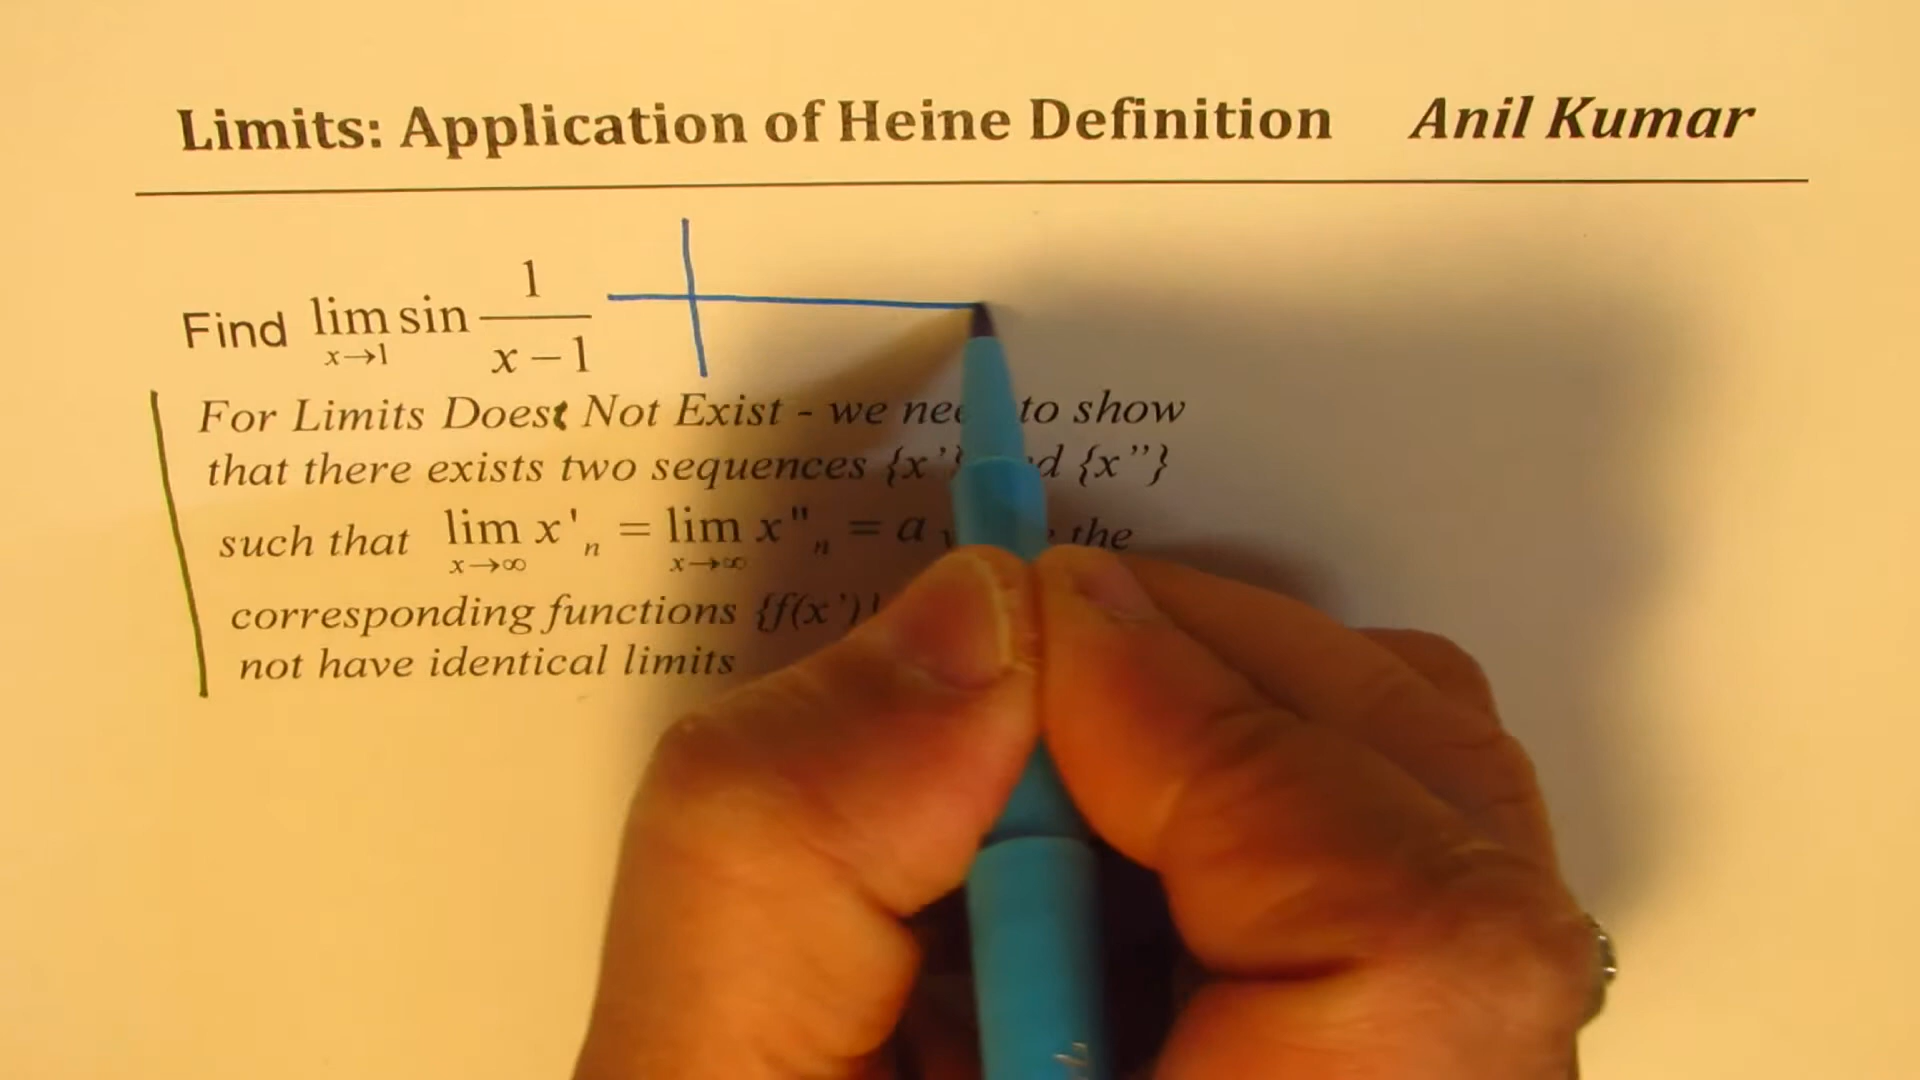 Limits: Application of Heine Definition Anil Kumar
Find lim x→1 sin 1/(x−1)
For Limits Does Not Exist - we to show
that there exists two sequences {x'} {x''}
such that lim x→∞ x'n = lim x→∞ x''n = a the
corresponding functions {f(x')}
not have identical limits